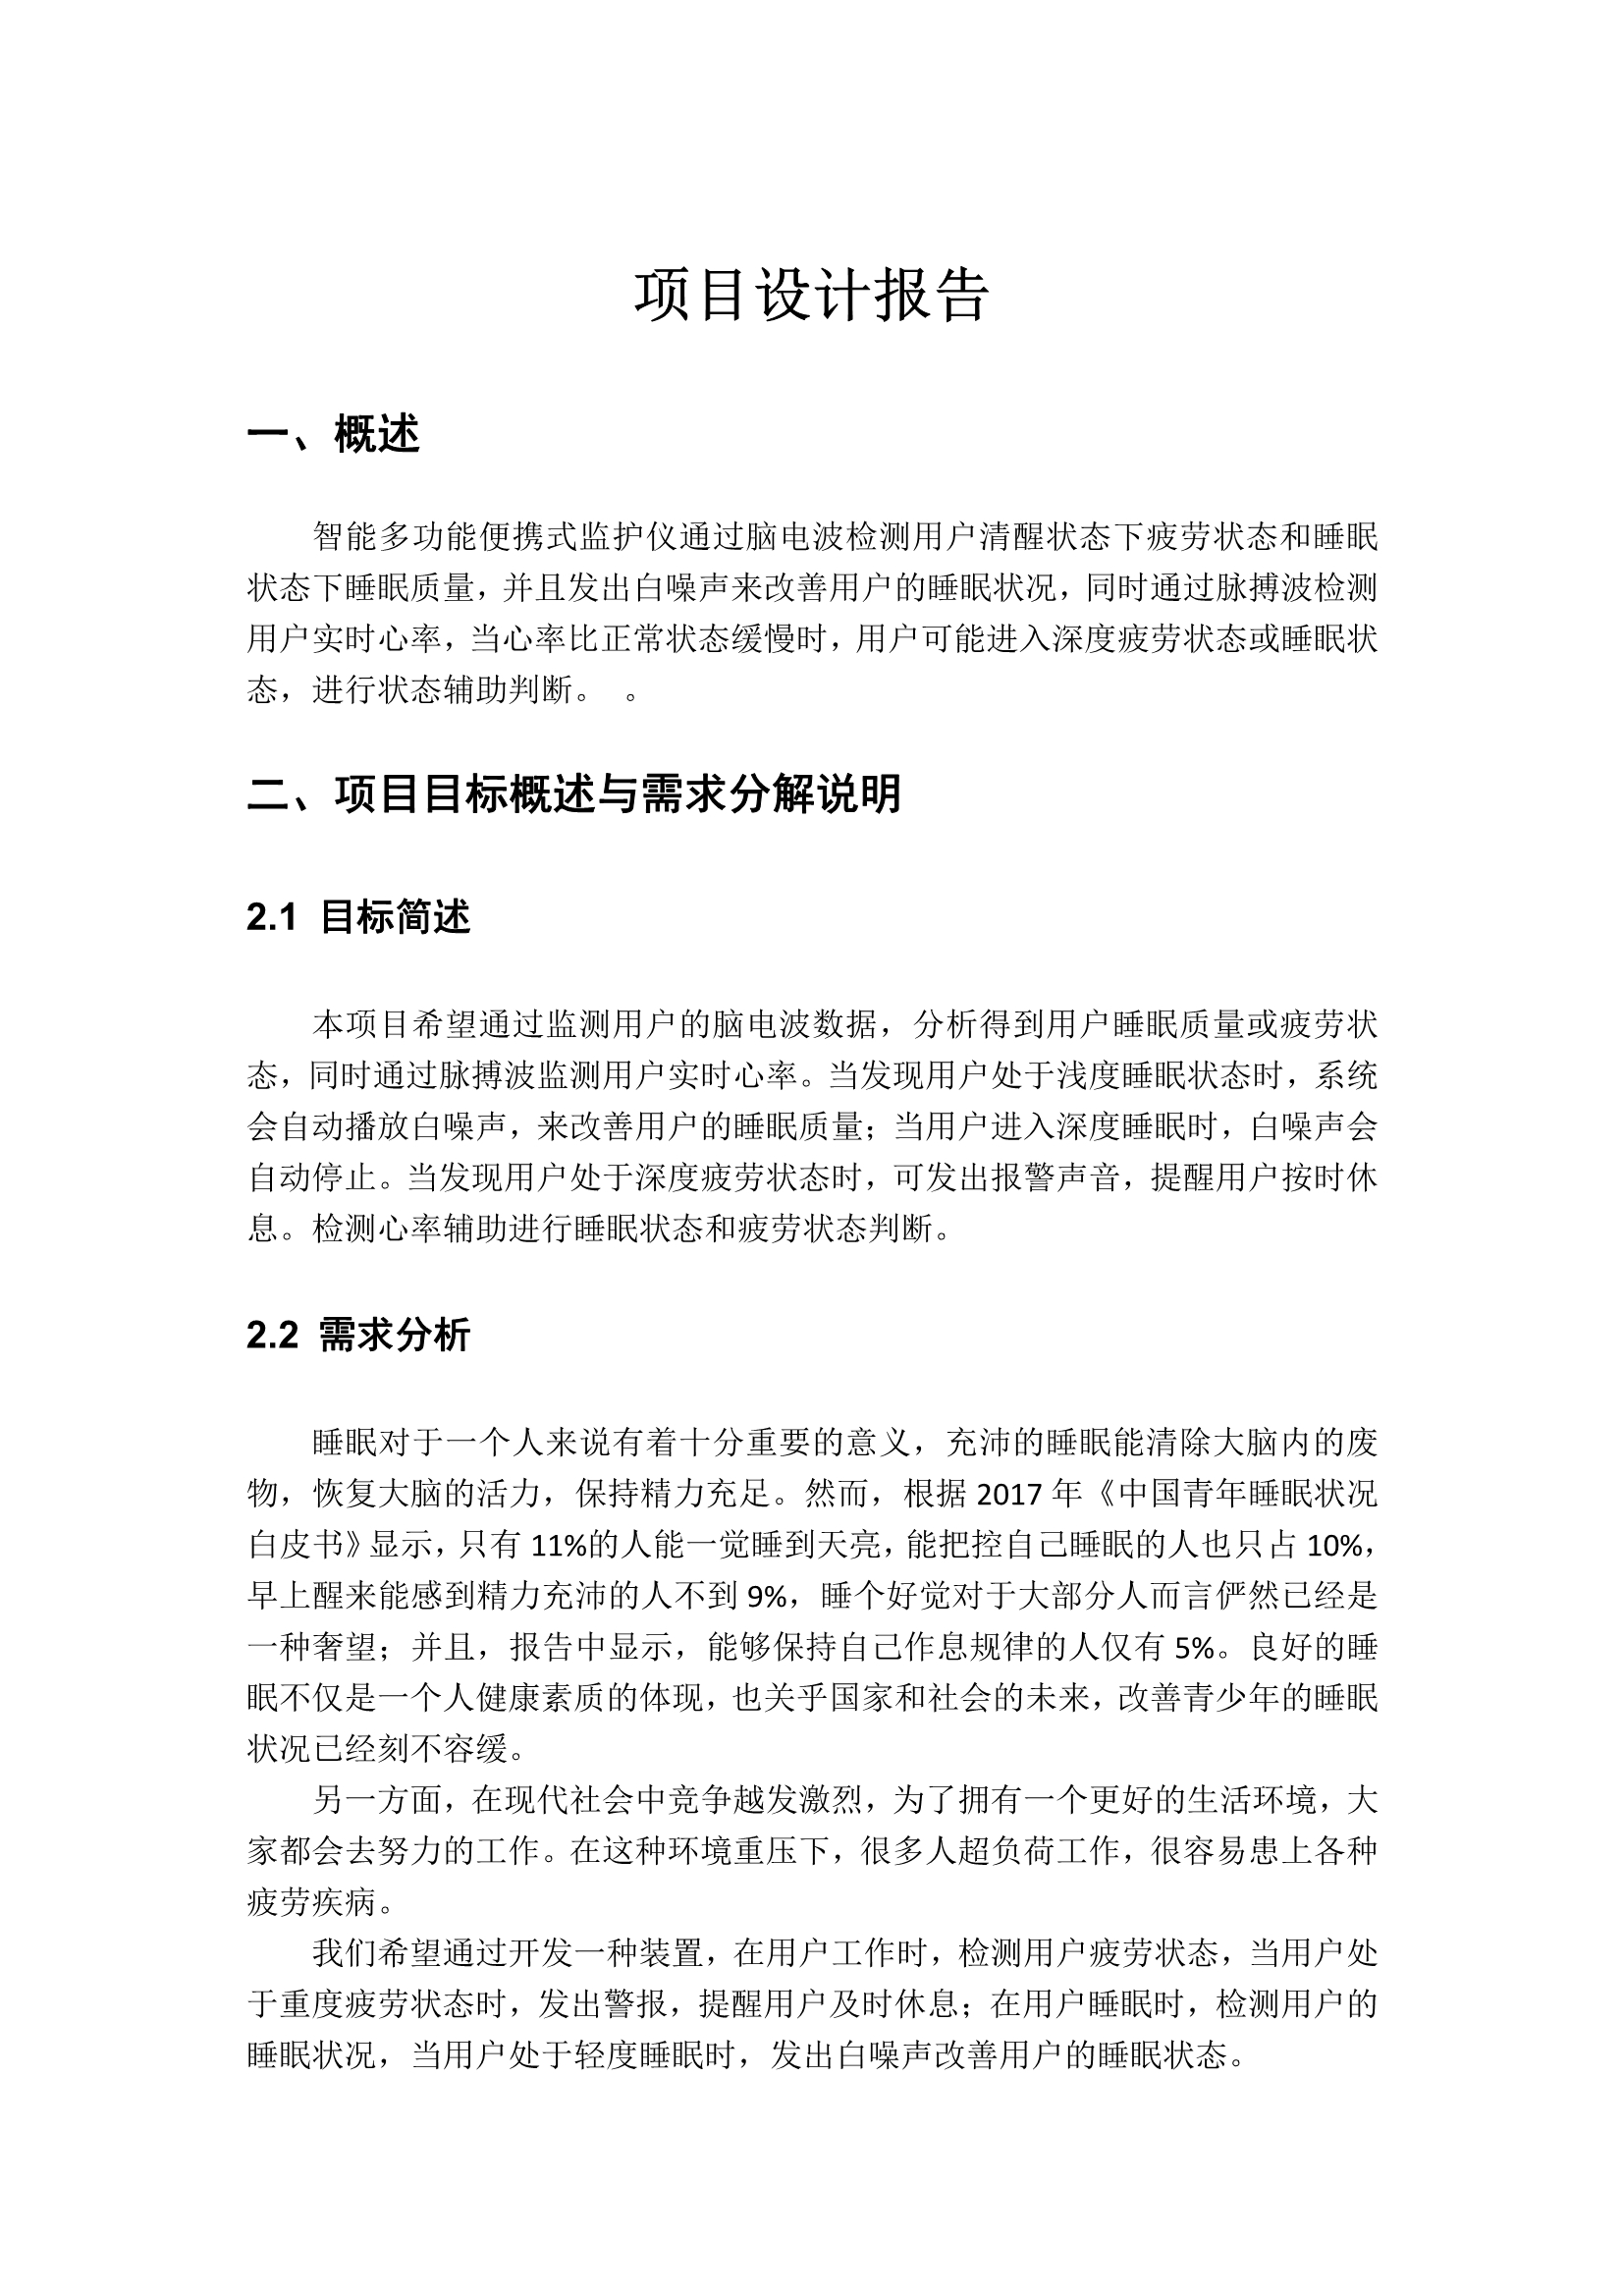 项目设计报告
一、概述
智能多功能便携式监护仪通过脑电波检测用户清醒状态下疲劳状态和睡眠
状态下睡眠质量，并且发出白噪声来改善用户的睡眠状况，同时通过脉搏波检测
用户实时心率，当心率比正常状态缓慢时，用户可能进入深度疲劳状态或睡眠状
态，进行状态辅助判断。 。
二、项目目标概述与需求分解说明
2.1 目标简述
本项目希望通过监测用户的脑电波数据，分析得到用户睡眠质量或疲劳状
态，同时通过脉搏波监测用户实时心率。当发现用户处于浅度睡眠状态时，系统
会自动播放白噪声，来改善用户的睡眠质量；当用户进入深度睡眠时，白噪声会
自动停止。当发现用户处于深度疲劳状态时，可发出报警声音，提醒用户按时休
息。检测心率辅助进行睡眠状态和疲劳状态判断。
2.2 需求分析
睡眠对于一个人来说有着十分重要的意义，充沛的睡眠能清除大脑内的废
物，恢复大脑的活力，保持精力充足。然而，根据 2017 年《中国青年睡眠状况
白皮书》显示，只有 11%的人能一觉睡到天亮，能把控自己睡眠的人也只占 10%，
早上醒来能感到精力充沛的人不到 9%，睡个好觉对于大部分人而言俨然已经是
一种奢望；并且，报告中显示，能够保持自己作息规律的人仅有 5%。良好的睡
眠不仅是一个人健康素质的体现，也关乎国家和社会的未来，改善青少年的睡眠
状况已经刻不容缓。
另一方面，在现代社会中竞争越发激烈，为了拥有一个更好的生活环境，大
家都会去努力的工作。在这种环境重压下，很多人超负荷工作，很容易患上各种
疲劳疾病。
我们希望通过开发一种装置，在用户工作时，检测用户疲劳状态，当用户处
于重度疲劳状态时，发出警报，提醒用户及时休息；在用户睡眠时，检测用户的
睡眠状况，当用户处于轻度睡眠时，发出白噪声改善用户的睡眠状态。